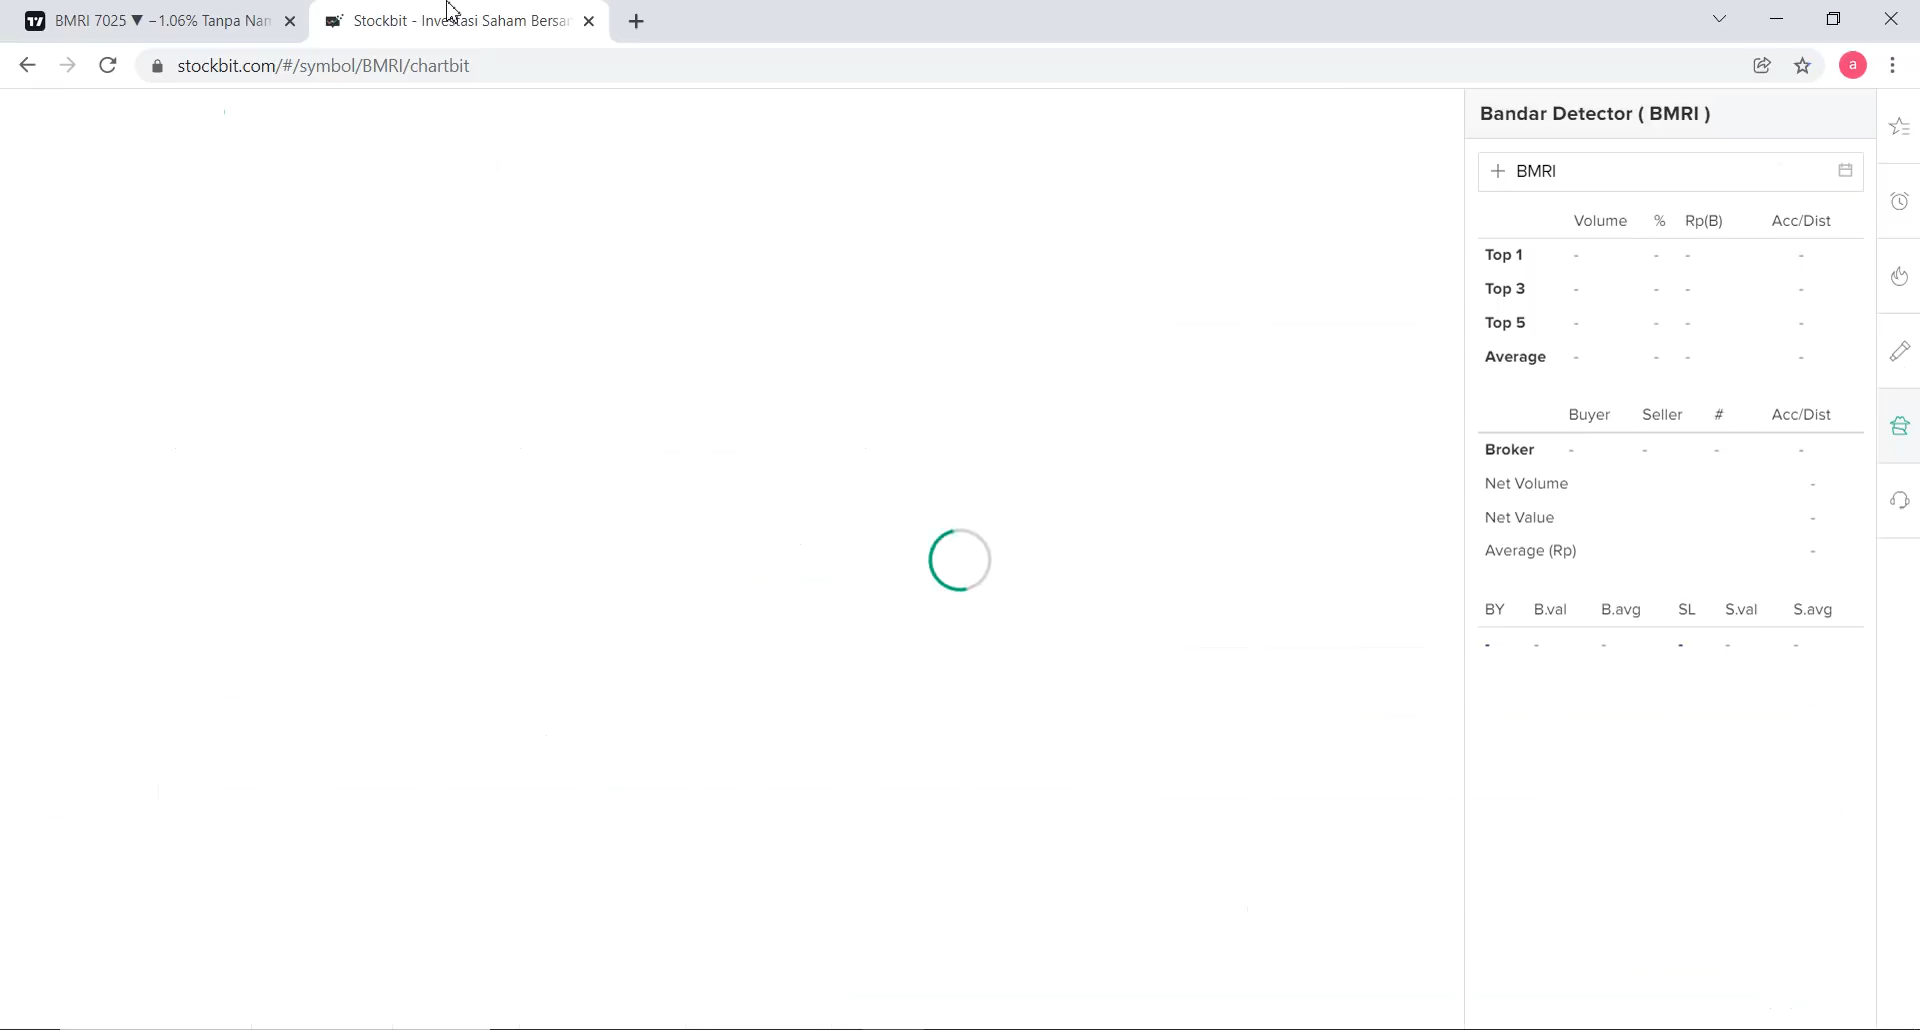 BMRI 7025 ▼ −1.06% Tanpa Nam
Stockbit - Investasi Saham Bersam
stockbit.com/#/symbol/BMRI/chartbit
a
Bandar Detector ( BMRI )
+ BMRI
Volume % Rp(B) Acc/Dist
Top 1 - - - -
Top 3 - - - -
Top 5 - - - -
Average - - - -
Buyer Seller # Acc/Dist
Broker - - - -
Net Volume -
Net Value -
Average (Rp) -
BY B.val B.avg SL S.val S.avg
- - - - - -